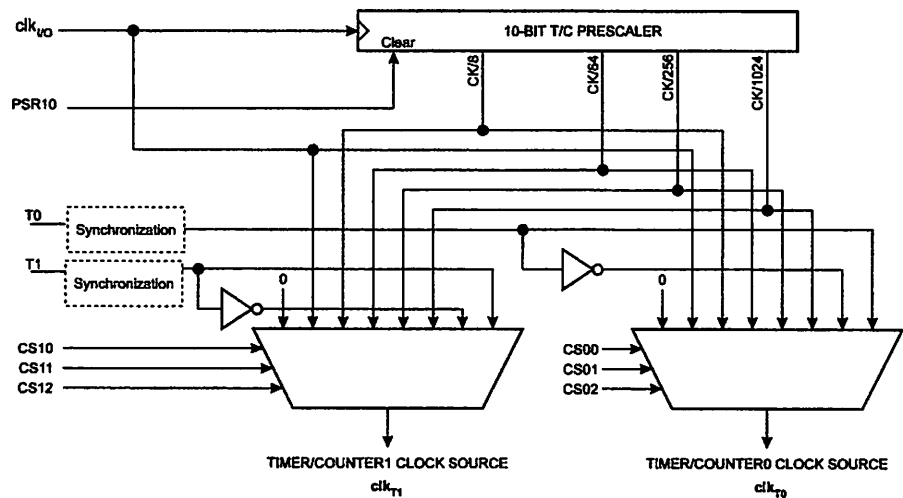 clk I/O
10-BIT T/C PRESCALER
Clear
PSR10
CK/8
CK/64
CK/256
CK/1024
T0
Synchronization
T1
Synchronization
0
0
CS10
CS11
CS12
CS00
CS01
CS02
TIMER/COUNTER1 CLOCK SOURCE
clkT1
TIMER/COUNTER0 CLOCK SOURCE
clkT0